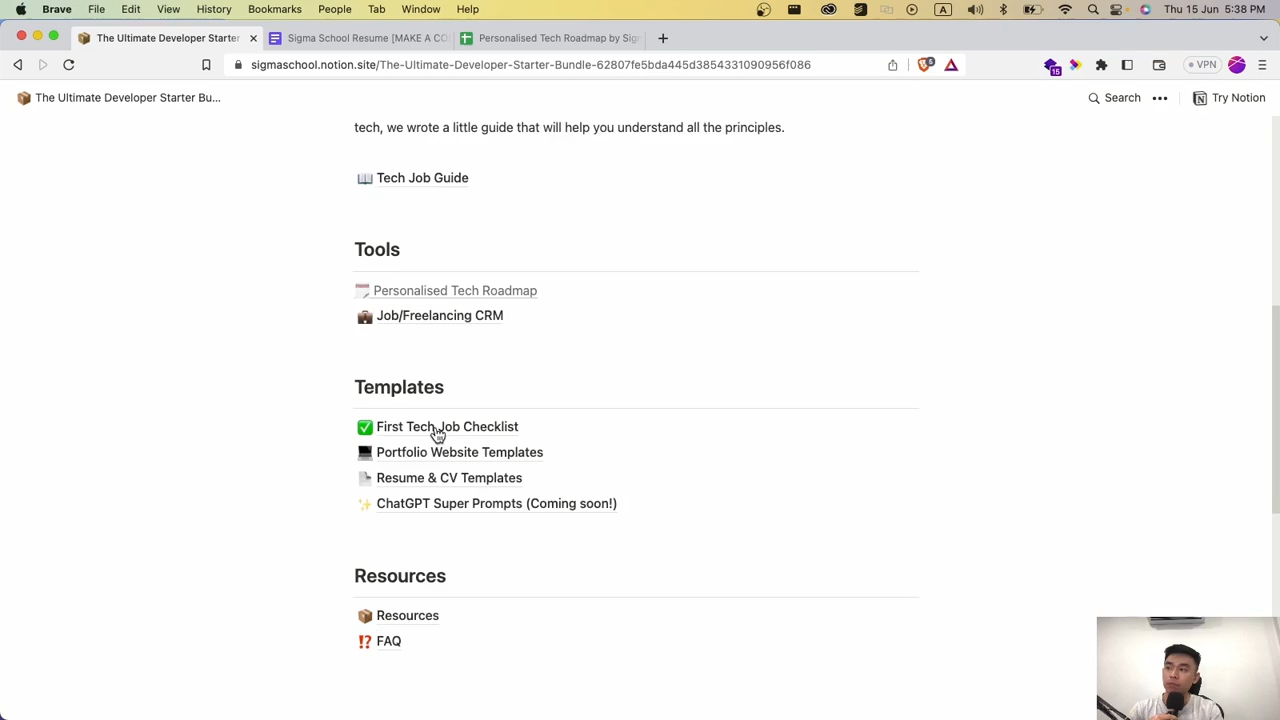 Brave File Edit View History Bookmarks People Tab Window Help A Thu 15 Jun 5:38 PM
The Ultimate Developer Starter Sigma School Resume [MAKE A CO Personalised Tech Roadmap by Sig
sigmaschool.notion.site/The-Ultimate-Developer-Starter-Bundle-62807fe5bda445d3854331090956f086 6 15 VPN
The Ultimate Developer Starter Bu... Search Try Notion
tech, we wrote a little guide that will help you understand all the principles.
Tech Job Guide
Tools
Personalised Tech Roadmap
Job/Freelancing CRM
Templates
First Tech Job Checklist
Portfolio Website Templates
Resume & CV Templates
ChatGPT Super Prompts (Coming soon!)
Resources
Resources
FAQ